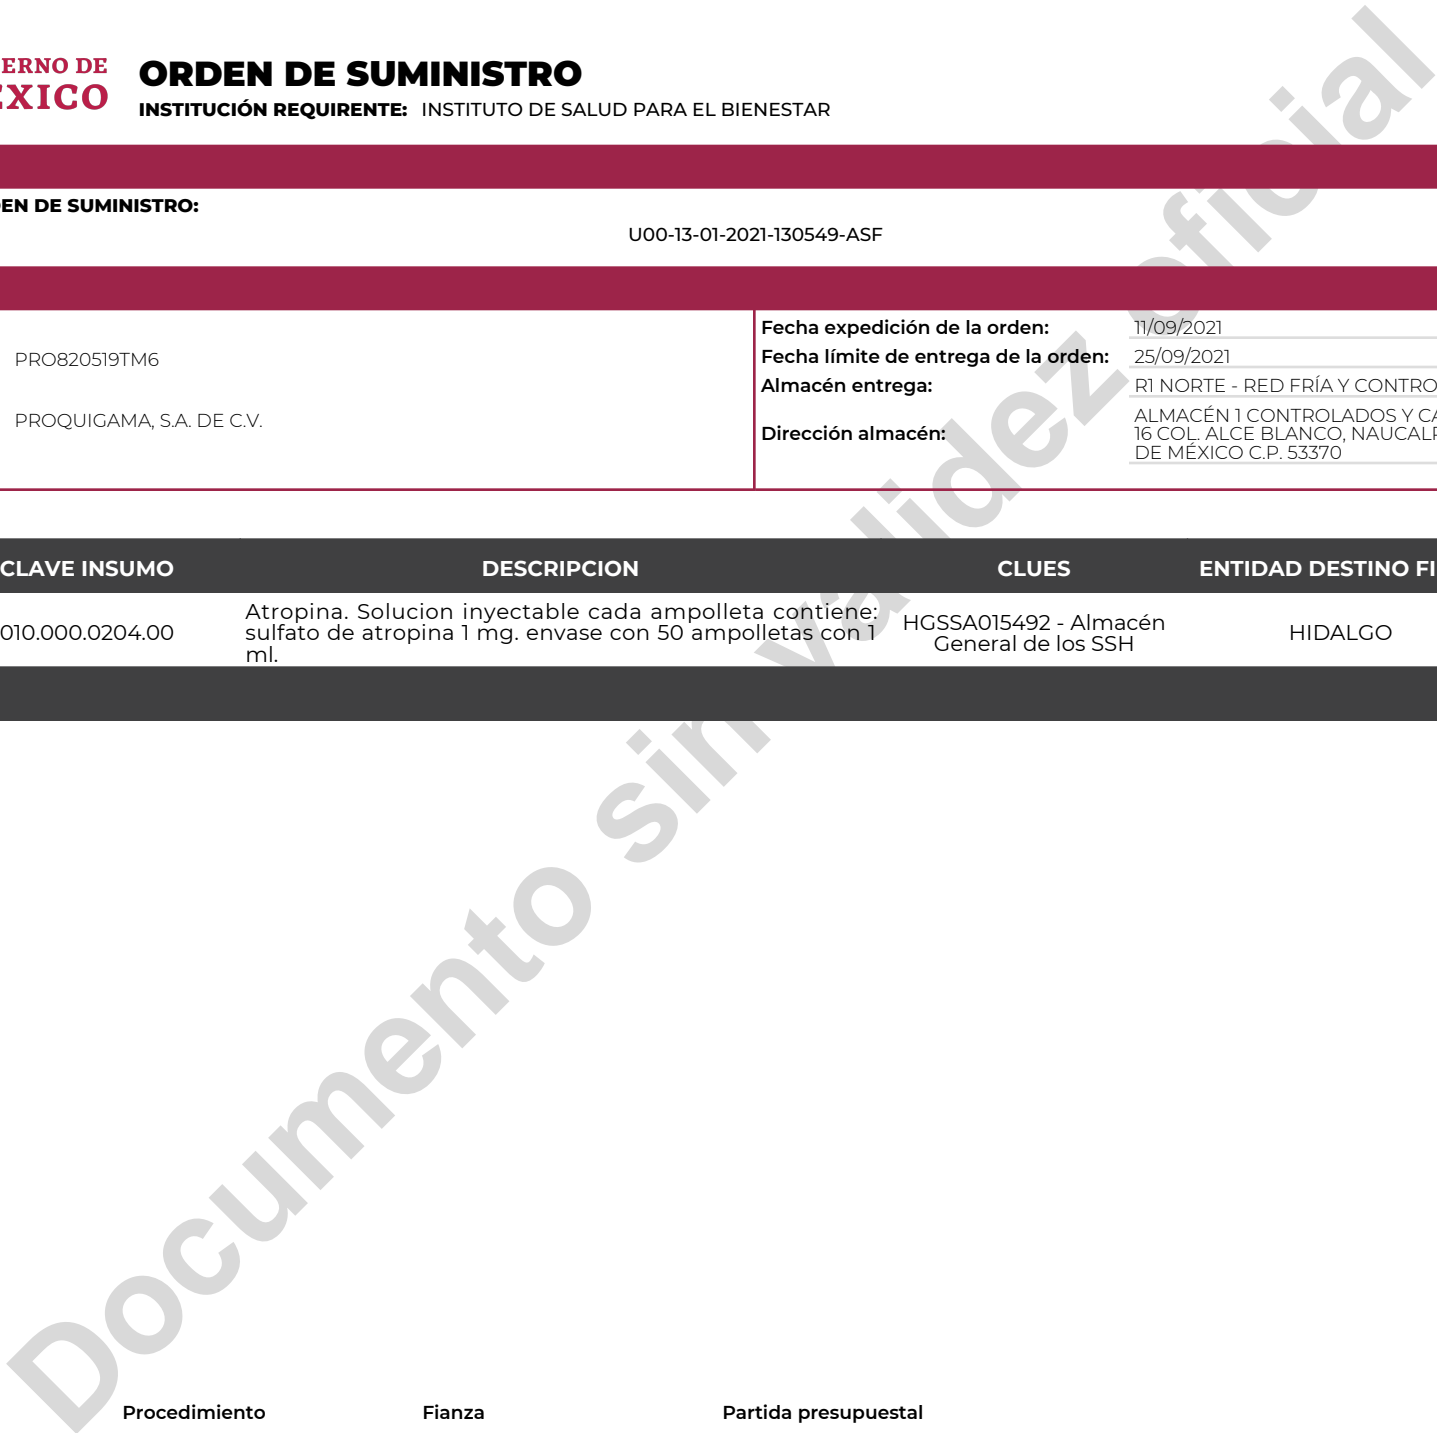 ERNO DE
ÉXICO
ORDEN DE SUMINISTRO
INSTITUCIÓN REQUIRENTE: INSTITUTO DE SALUD PARA EL BIENESTAR
EN DE SUMINISTRO:
U00-13-01-2021-130549-ASF
PRO820519TM6
PROQUIGAMA, S.A. DE C.V.
Fecha expedición de la orden: 11/09/2021
Fecha límite de entrega de la orden: 25/09/2021
Almacén entrega: R1 NORTE - RED FRÍA Y CONTRO
Dirección almacén:
ALMACÉN 1 CONTROLADOS Y CA
16 COL. ALCE BLANCO, NAUCALP
DE MÉXICO C.P. 53370
CLAVE INSUMO DESCRIPCION CLUES ENTIDAD DESTINO FI
010.000.0204.00
Atropina. Solucion inyectable cada ampolleta contiene:
sulfato de atropina 1 mg. envase con 50 ampolletas con 1
ml.
HGSSA015492 - Almacén
General de los SSH
HIDALGO
Documento sin validez oficial
Procedimiento Fianza Partida presupuestal